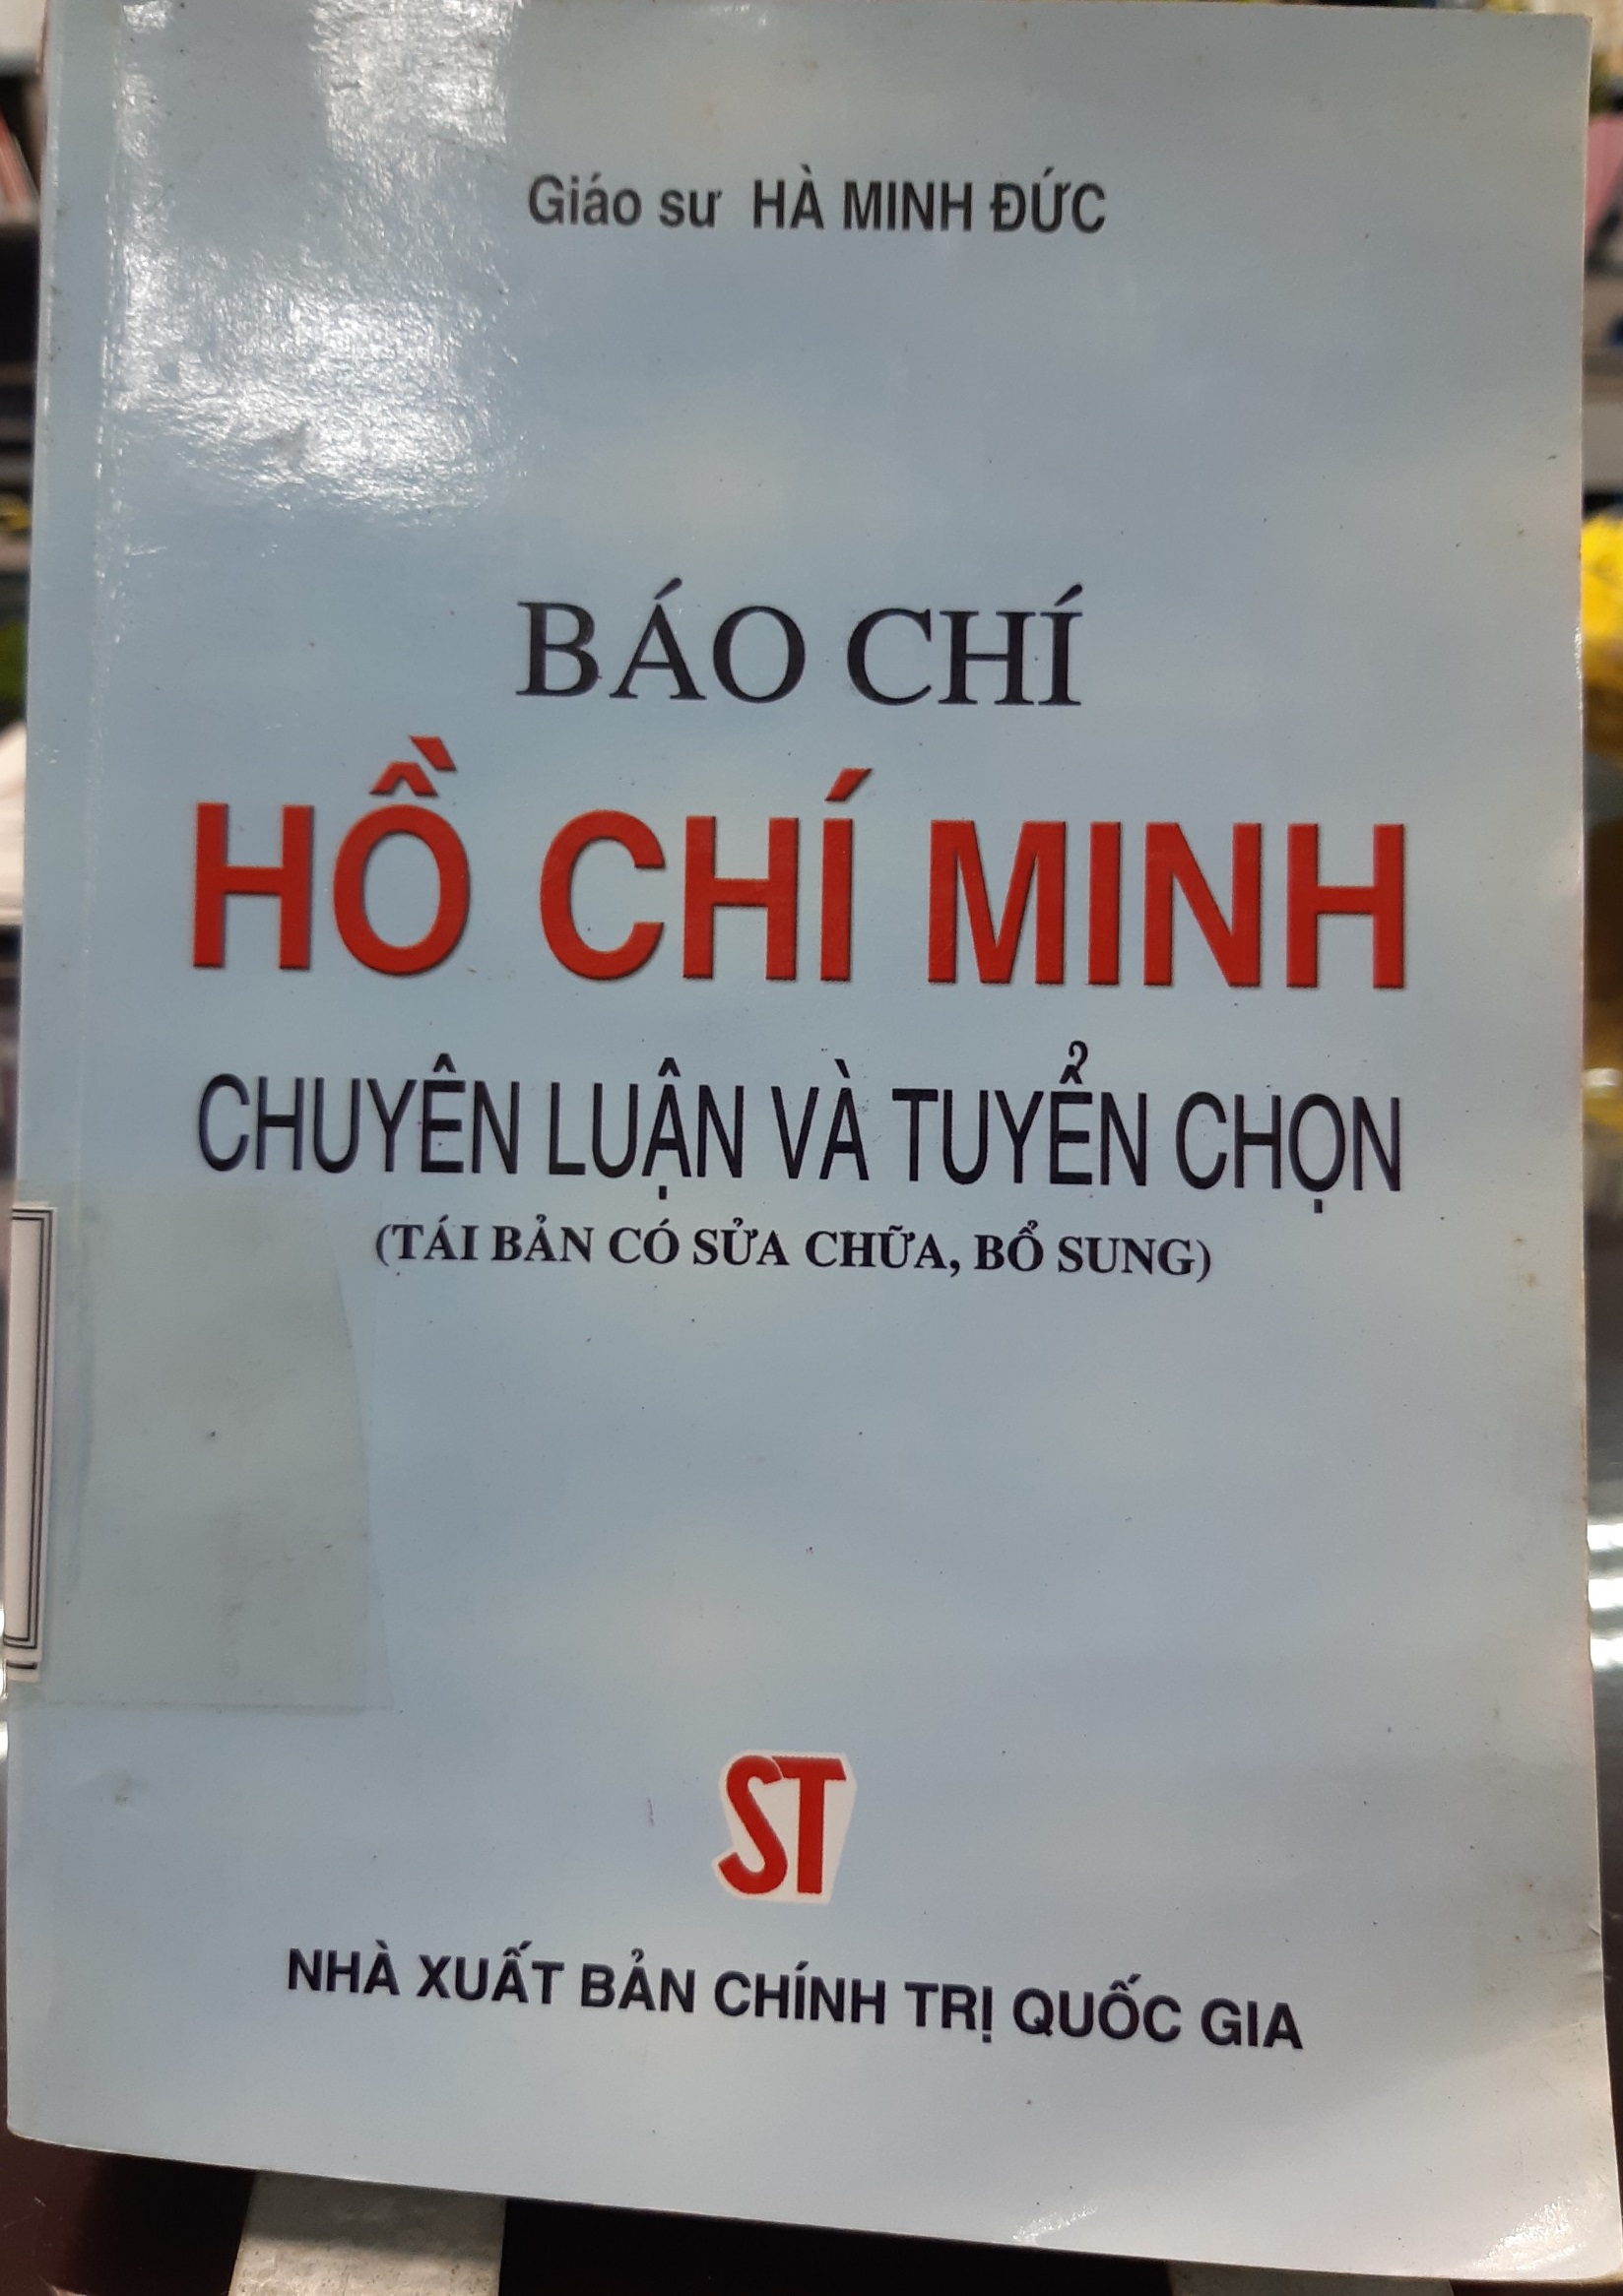 Giáo sư HÀ MINH ĐỨC
BÁO CHÍ
HỒ CHÍ MINH
CHUYÊN LUẬN VÀ TUYỂN CHỌN
(TÁI BẢN CÓ SỬA CHỮA, BỔ SUNG)
ST
NHÀ XUẤT BẢN CHÍNH TRỊ QUỐC GIA